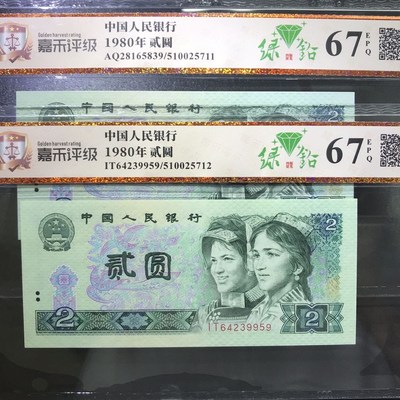 Golden harvest rating
嘉禾评级
中国人民银行
1980年 贰圆
AQ28165839/510025711
绿钻
67 EPQ
2
Golden harvest rating
嘉禾评级
中国人民银行
1980年 贰圆
IT64239959/510025712
绿钻
67 EPQ
中国人民银行
贰圆
2
2
IT64239959
2